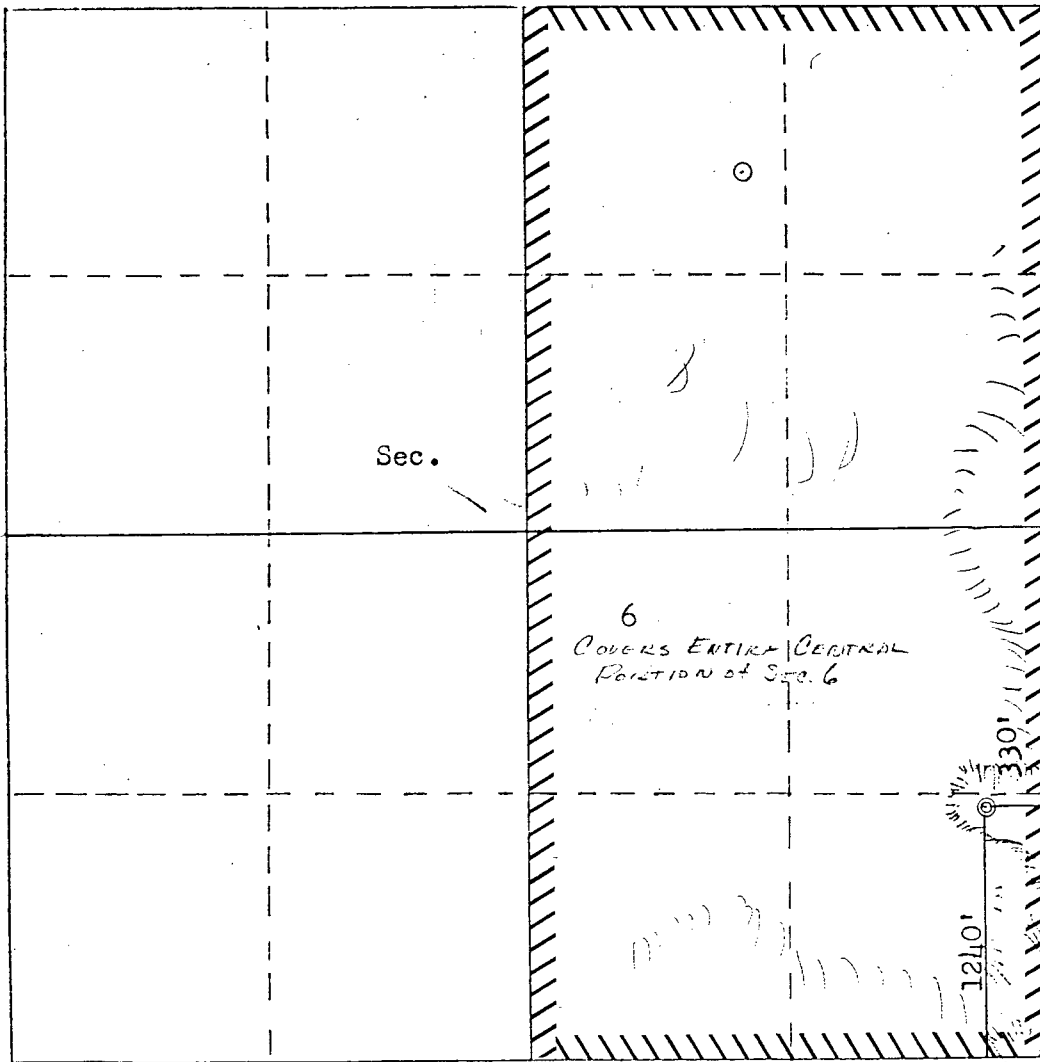 Sec.
6
COVERS ENTIRE CENTRAL
PORTION of SEC. 6
330'
1240'